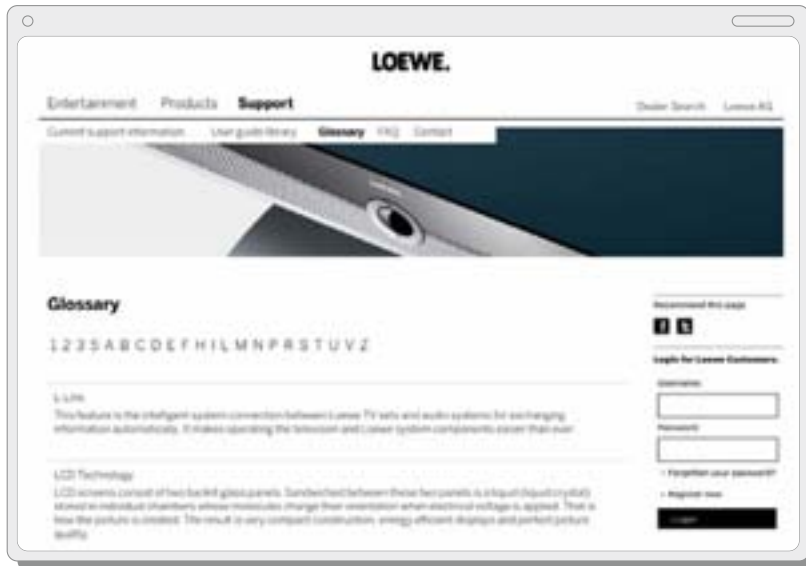 LOEWE.
Entertainment Products Support
Dealer Search Loewe AG
Current support information User guide library Glossary FAQ Contact
Glossary
1 2 3 5 A B C D E F H I L M N P R S T U V Z
Recommend this page
Login for Loewe Customers
Username
Password
› Forgotten your password?
› Register now
Login
L-Link
This feature is the intelligent system connection between Loewe TV sets and audio systems for exchanging
information automatically. It makes operating the television and Loewe system components easier than ever.
LCD Technology
LCD screens consist of two backlit glass panels. Sandwiched between these two panels is a liquid (liquid crystal)
stored in individual chambers whose molecules change their orientation when electrical voltage is applied. That is
how the picture is created. The result is very compact construction, energy-efficient displays and perfect picture
quality.